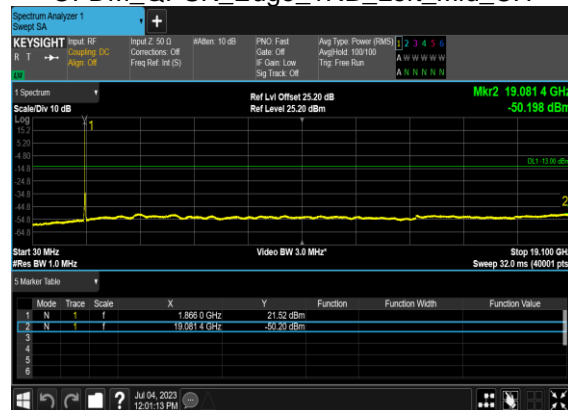 Spectrum Analyzer 1
Swept SA
+
KEYSIGHT Input: RF Input Z: 50 Ω #Atten: 10 dB PNO: Fast Avg Type: Power (RMS) 1 2 3 4 5 6
R T Coupling: DC Corrections: Off Gate: Off Avg|Hold: 100/100 A W W W W W
Align: Off Freq Ref: Int (S) IF Gain: Low Trig: Free Run
LW Sig Track: Off A N N N N N
1 Spectrum Ref Lvl Offset 25.20 dB Mkr2 19.081 4 GHz
Scale/Div 10 dB Ref Level 25.20 dBm -50.198 dBm
Log
15.2
5.20
-4.80
-14.8
-24.8
-34.8
-44.8
-54.8
-64.8
1
DL1 -13.00 dBm
2
Start 30 MHz Video BW 3.0 MHz* Stop 19.100 GHz
#Res BW 1.0 MHz Sweep 32.0 ms (40001 pts)
5 Marker Table
Mode Trace Scale X Y Function Function Width Function Value
1 N 1 f 1.866 0 GHz 21.52 dBm
2 N 1 f 19.081 4 GHz -50.20 dBm
3
4
5
6
? Jul 04, 2023
12:01:13 PM